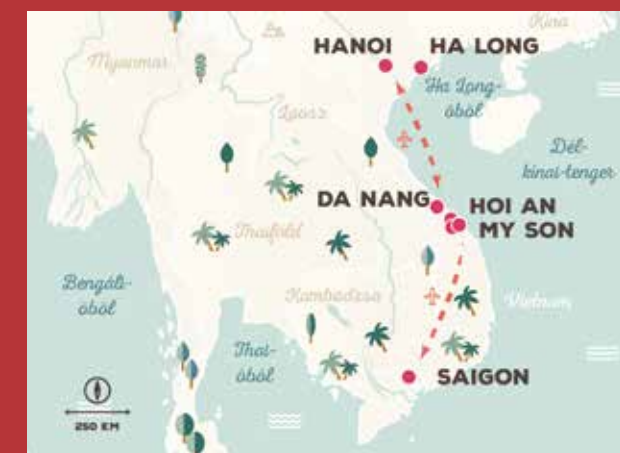 Kína
HANOI
HA LONG
Myanmar
Ha Long-
öböl
Laosz
Dél-
kínai-tenger
DA NANG
HOI AN
MY SON
Thaiföld
Bengáli-
öböl
Kambodzsa
Vietnam
Thai-
öböl
SAIGON
250 KM